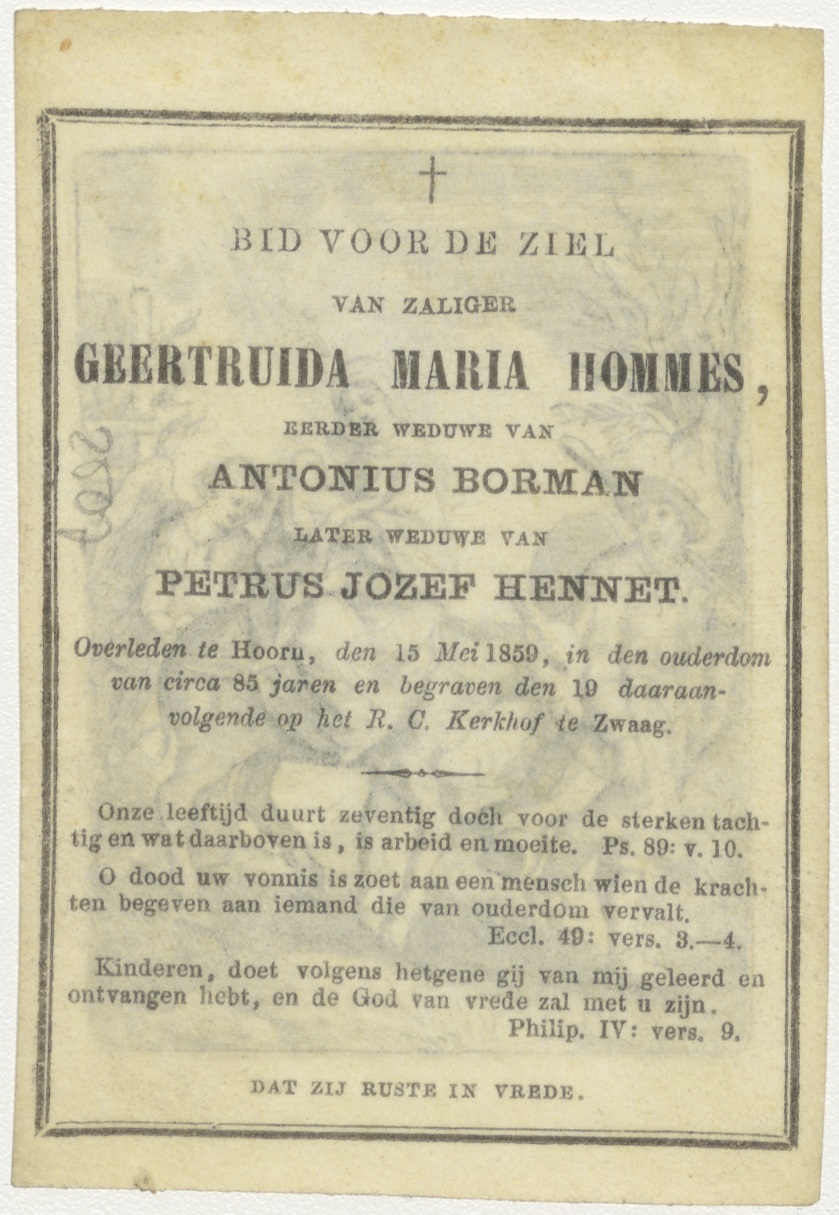 BID VOOR DE ZIEL
VAN ZALIGER
GEERTRUIDA MARIA HOMMES,
EERDER WEDUWE VAN
ANTONIUS BORMAN
LATER WEDUWE VAN
PETRUS JOZEF HENNET.
Overleden te Hoorn, den 15 Mei 1859, in den ouderdom
van circa 85 jaren en begraven den 19 daaraan-
volgende op het R. C. Kerkhof te Zwaag.
Onze leeftijd duurt zeventig doch voor de sterken tach-
tig en wat daarboven is, is arbeid en moeite. Ps. 89: v. 10.
O dood uw vonnis is zoet aan een mensch wien de krach-
ten begeven aan iemand die van ouderdom vervalt.
Eccl. 49: vers. 3.—4.
Kinderen, doet volgens hetgene gij van mij geleerd en
ontvangen hebt, en de God van vrede zal met u zijn.
Philip. IV: vers. 9.
DAT ZIJ RUSTE IN VREDE.